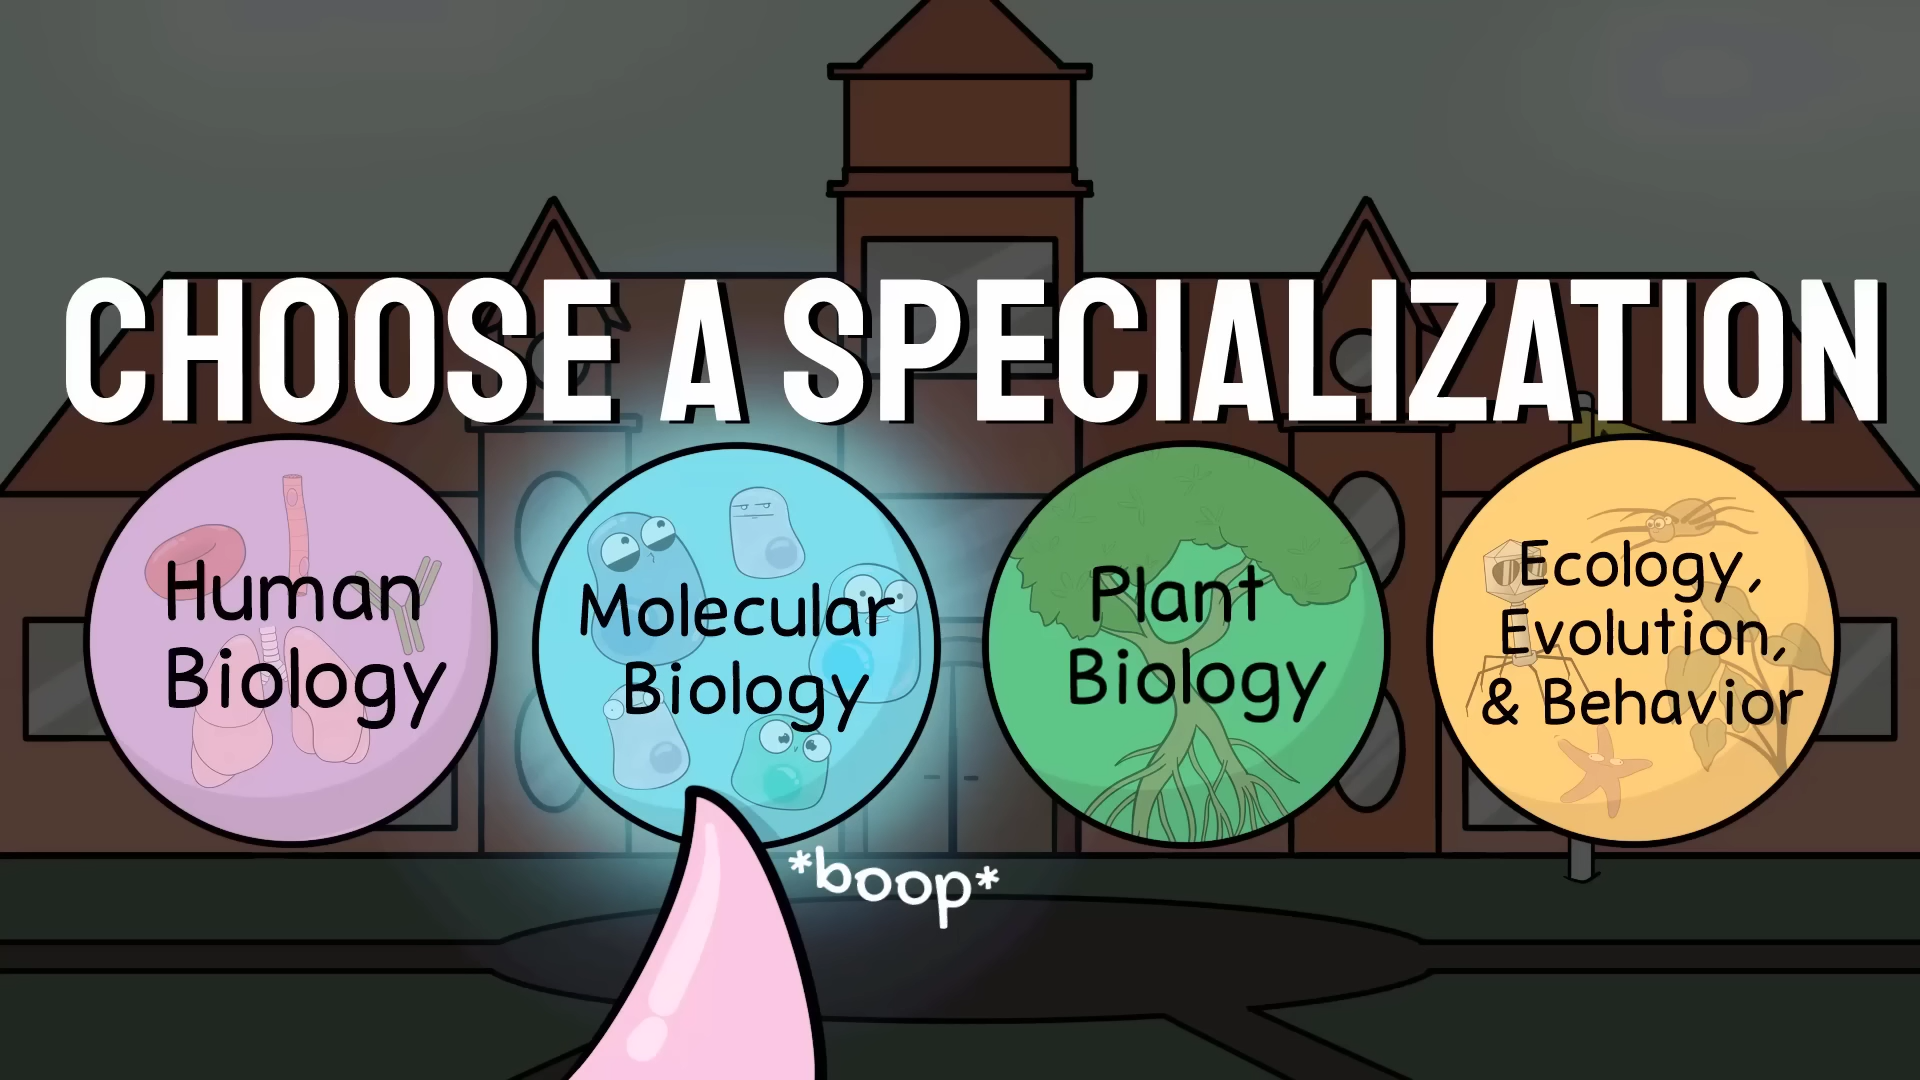 CHOOSE A SPECIALIZATION
Human
Biology
Molecular
Biology
Plant
Biology
Ecology,
Evolution,
& Behavior
*boop*